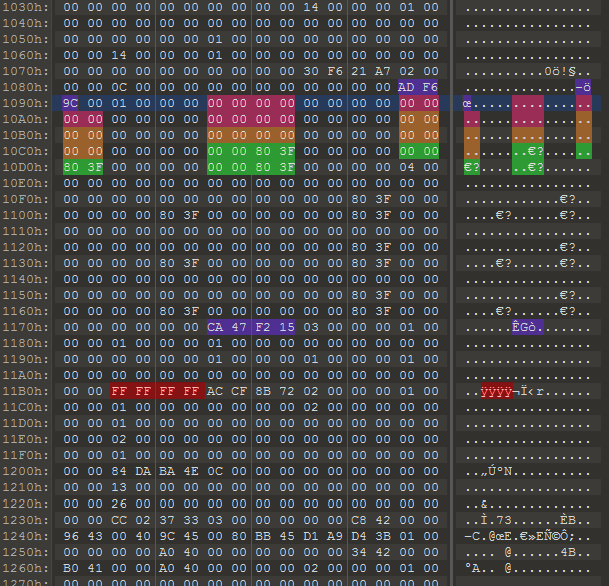 1030h: 00 00 00 00 00 00 00 00 00 00 14 00 00 00 01 00 ................
1040h: 00 00 00 00 00 00 00 00 00 00 00 00 00 00 00 00 ................
1050h: 00 00 00 00 00 00 01 00 00 00 00 00 00 00 00 00 ................
1060h: 00 00 14 00 00 00 01 00 00 00 00 00 00 00 00 00 ................
1070h: 00 00 00 00 00 00 00 00 00 00 30 F6 21 A7 02 00 ..........0ö!§..
1080h: 00 00 0C 00 00 00 00 00 00 00 00 00 00 00 AD F6 ..............-ö
1090h: 9C 00 01 00 00 00 00 00 00 00 00 00 00 00 00 00 œ...............
10A0h: 00 00 00 00 00 00 00 00 00 00 00 00 00 00 00 00 ................
10B0h: 00 00 00 00 00 00 00 00 00 00 00 00 00 00 00 00 ................
10C0h: 00 00 00 00 00 00 00 00 80 3F 00 00 00 00 00 00 ........€?......
10D0h: 80 3F 00 00 00 00 00 00 80 3F 00 00 00 00 04 00 €?......€?......
10E0h: 00 00 00 00 00 00 00 00 00 00 00 00 00 00 00 00 ................
10F0h: 00 00 00 00 00 00 00 00 00 00 00 00 80 3F 00 00 ............€?..
1100h: 00 00 00 00 80 3F 00 00 00 00 00 00 80 3F 00 00 ....€?......€?..
1110h: 00 00 00 00 00 00 00 00 00 00 00 00 00 00 00 00 ................
1120h: 00 00 00 00 00 00 00 00 00 00 00 00 80 3F 00 00 ............€?..
1130h: 00 00 00 00 80 3F 00 00 00 00 00 00 80 3F 00 00 ....€?......€?..
1140h: 00 00 00 00 00 00 00 00 00 00 00 00 00 00 00 00 ................
1150h: 00 00 00 00 00 00 00 00 00 00 00 00 80 3F 00 00 ............€?..
1160h: 00 00 00 00 80 3F 00 00 00 00 00 00 80 3F 00 00 ....€?......€?..
1170h: 00 00 00 00 00 00 CA 47 F2 15 03 00 00 00 01 00 ......ÊGò.......
1180h: 00 00 01 00 00 00 01 00 00 00 00 00 00 00 00 00 ................
1190h: 00 00 01 00 00 00 01 00 00 00 01 00 00 00 01 00 ................
11A0h: 00 00 00 00 00 00 00 00 00 00 00 00 00 00 00 00 ................
11B0h: 00 00 FF FF FF FF AC CF 8B 72 02 00 00 00 01 00 ..ÿÿÿÿ¬Ï‹r......
11C0h: 00 00 01 00 00 00 00 00 00 00 02 00 00 00 00 00 ................
11D0h: 00 00 01 00 00 00 00 00 00 00 00 00 00 00 00 00 ................
11E0h: 00 00 02 00 00 00 00 00 00 00 00 00 00 00 00 00 ................
11F0h: 00 00 01 00 00 00 00 00 00 00 00 00 00 00 00 00 ................
1200h: 00 00 84 DA BA 4E 0C 00 00 00 00 00 00 00 00 00 ..„ÚºN..........
1210h: 00 00 13 00 00 00 00 00 00 00 00 00 00 00 00 00 ................
1220h: 00 00 26 00 00 00 00 00 00 00 00 00 00 00 00 00 ..&.............
1230h: 00 00 CC 02 37 33 03 00 00 00 00 00 C8 42 00 00 ..Ì.73......ÈB..
1240h: 96 43 00 40 9C 45 00 80 BB 45 D1 A9 D4 3B 01 00 –C.@œE.€»EÑ©Ô;..
1250h: 00 00 00 00 A0 40 00 00 00 00 00 00 34 42 00 00 .... @......4B..
1260h: B0 41 00 00 A0 40 00 00 00 00 02 00 00 00 01 00 °A.. @..........